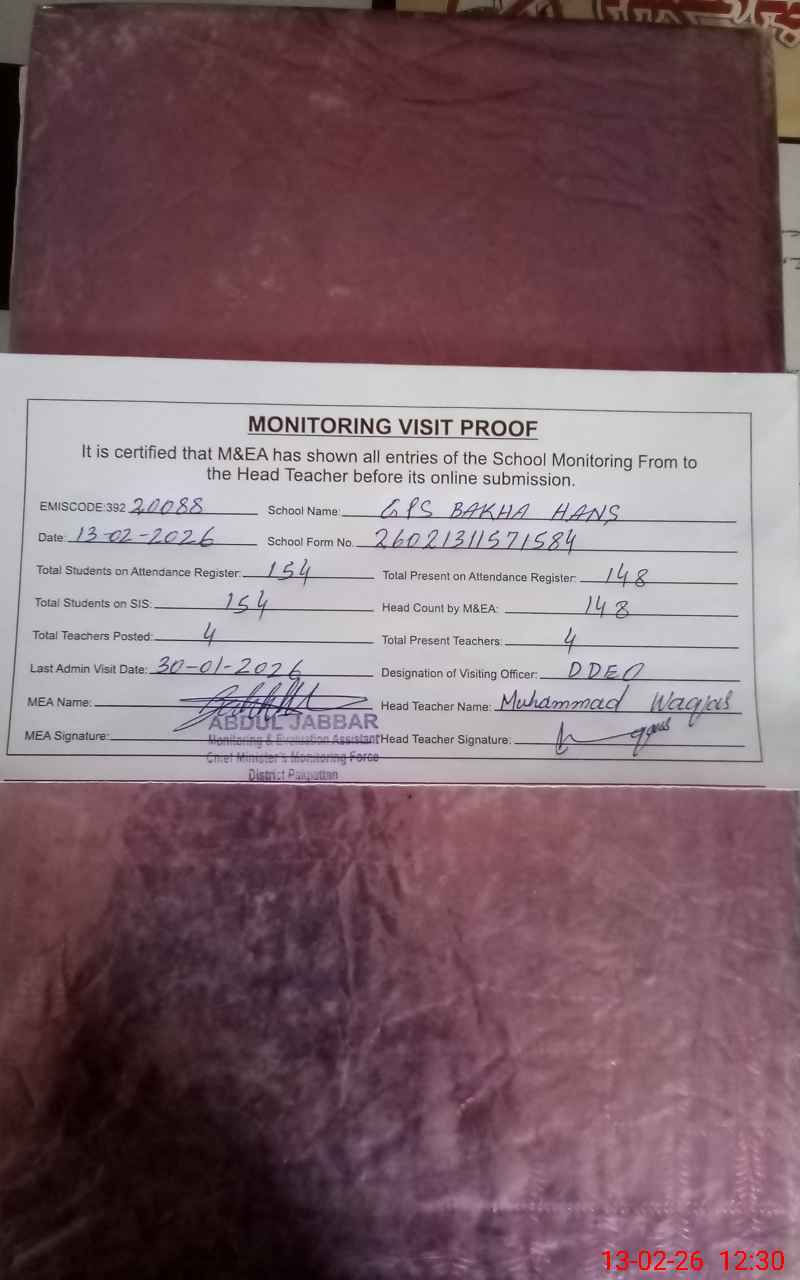 MONITORING VISIT PROOF
It is certified that M&EA has shown all entries of the School Monitoring From to
the Head Teacher before its online submission.
EMISCODE:392 20088 School Name: GPS BAKHA HANS
Date: 13-02-2026 School Form No. 26021311571584
Total Students on Attendance Register: 154 Total Present on Attendance Register: 148
Total Students on SIS: 154 Head Count by M&EA: 148
Total Teachers Posted: 4 Total Present Teachers: 4
Last Admin Visit Date: 30-01-2026 Designation of Visiting Officer: DDEO
MEA Name: Head Teacher Name: Muhammad Waqas
ABDUL JABBAR
MEA Signature: Monitoring & Evaluation Assistant Head Teacher Signature:
Chief Minister's Monitoring Force
District Pakpattan
13-02-26 12:30